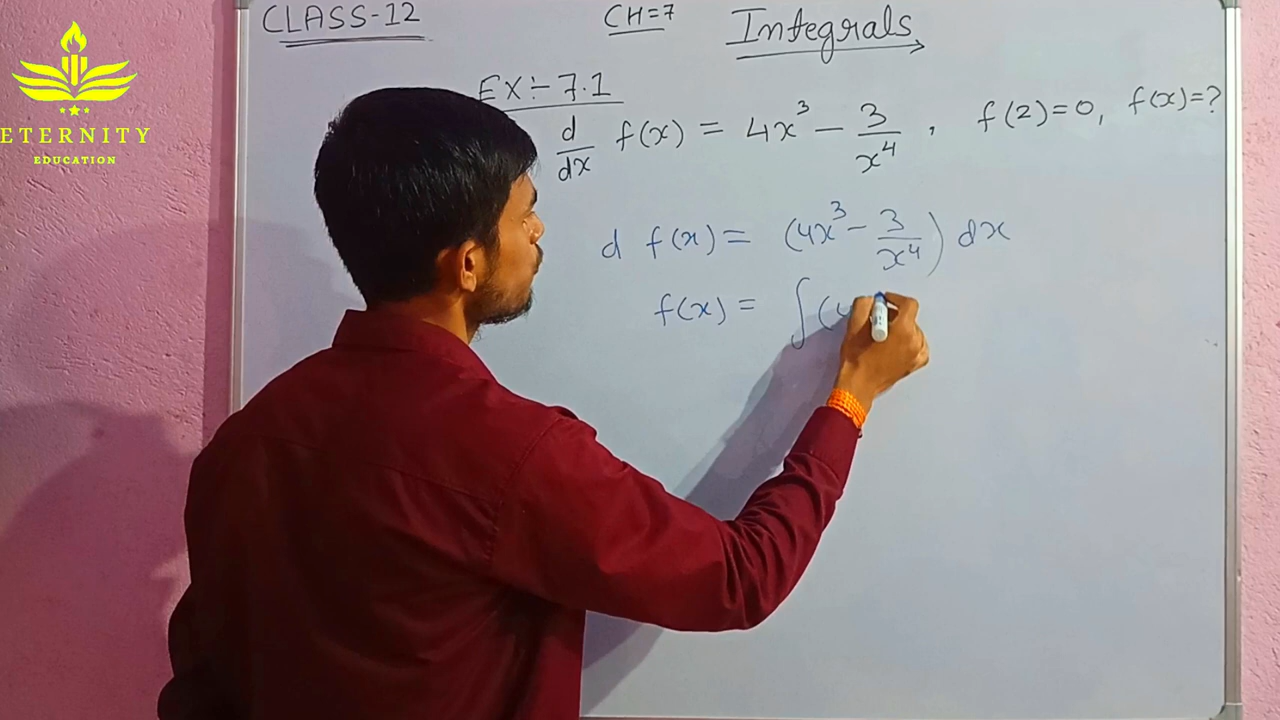 CLASS-12 CH=7 Integrals
ETERNITY
EDUCATION
EX:- 7.1
d/dx f(x) = 4x³ - 3/x⁴ , f(2)=0, f(x)=?
d f(x) = (4x³ - 3/x⁴) dx
f(x) = ∫(4